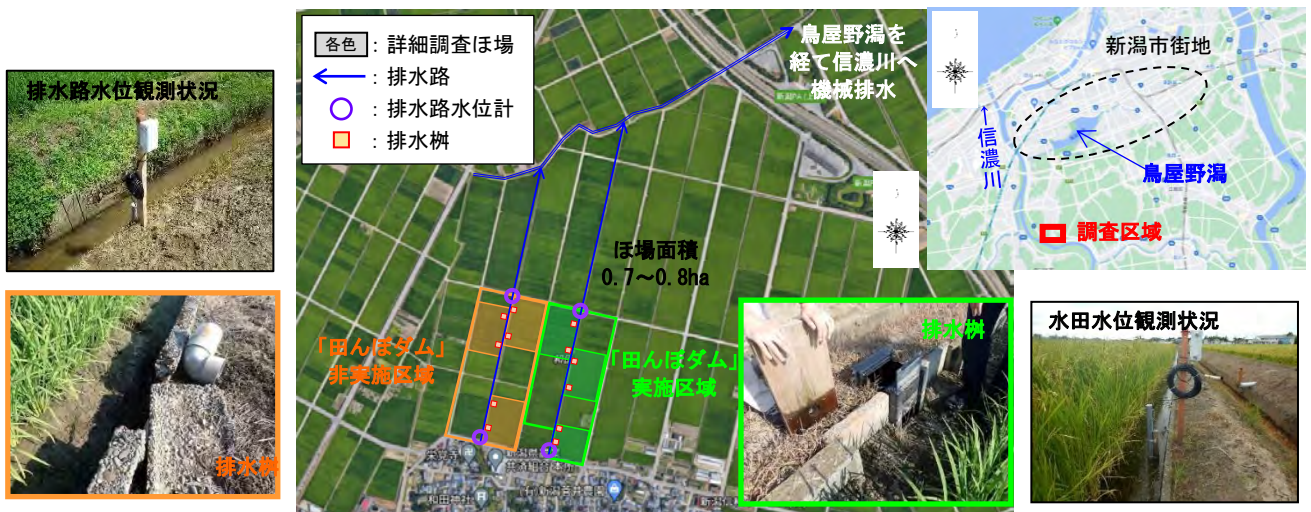 排水路水位観測状況
排水桝
各色：詳細調査ほ場
：排水路
：排水路水位計
：排水桝
鳥屋野潟を
経て信濃川へ
機械排水
ほ場面積
0.7～0.8ha
「田んぼダム」
非実施区域
「田んぼダム」
実施区域
排水桝
和田神社
新潟市街地
←信濃川
鳥屋野潟
調査区域
水田水位観測状況